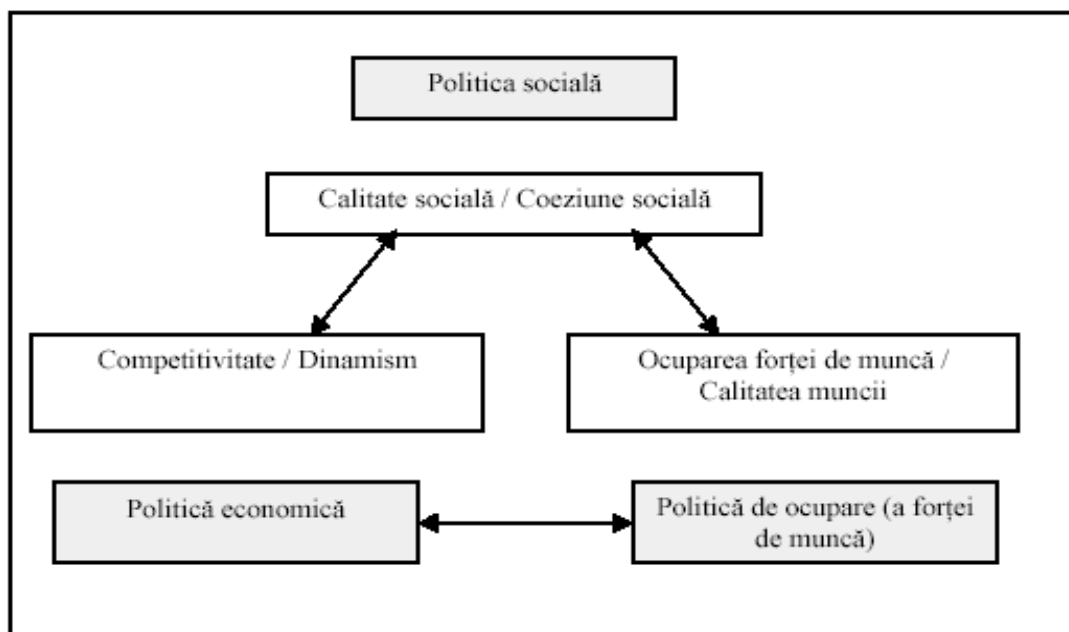 Politica socială
Calitate socială / Coeziune socială
Competitivitate / Dinamism
Ocuparea forței de muncă /
Calitatea muncii
Politică economică
Politică de ocupare (a forței
de muncă)